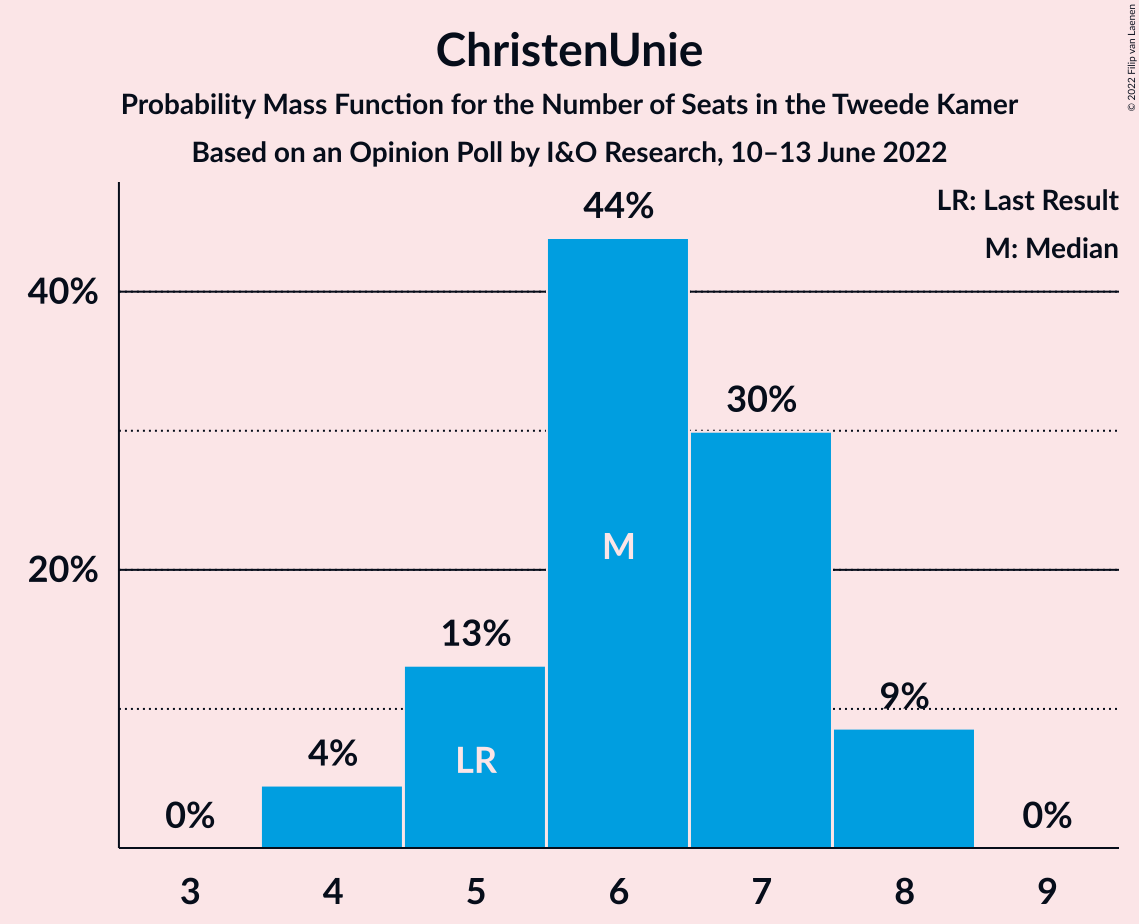 ChristenUnie
Probability Mass Function for the Number of Seats in the Tweede Kamer
Based on an Opinion Poll by I&O Research, 10–13 June 2022
© 2022 Filip van Laenen
LR: Last Result
M: Median
40%
20%
0%
4%
13%
44%
30%
9%
0%
LR
M
3
4
5
6
7
8
9